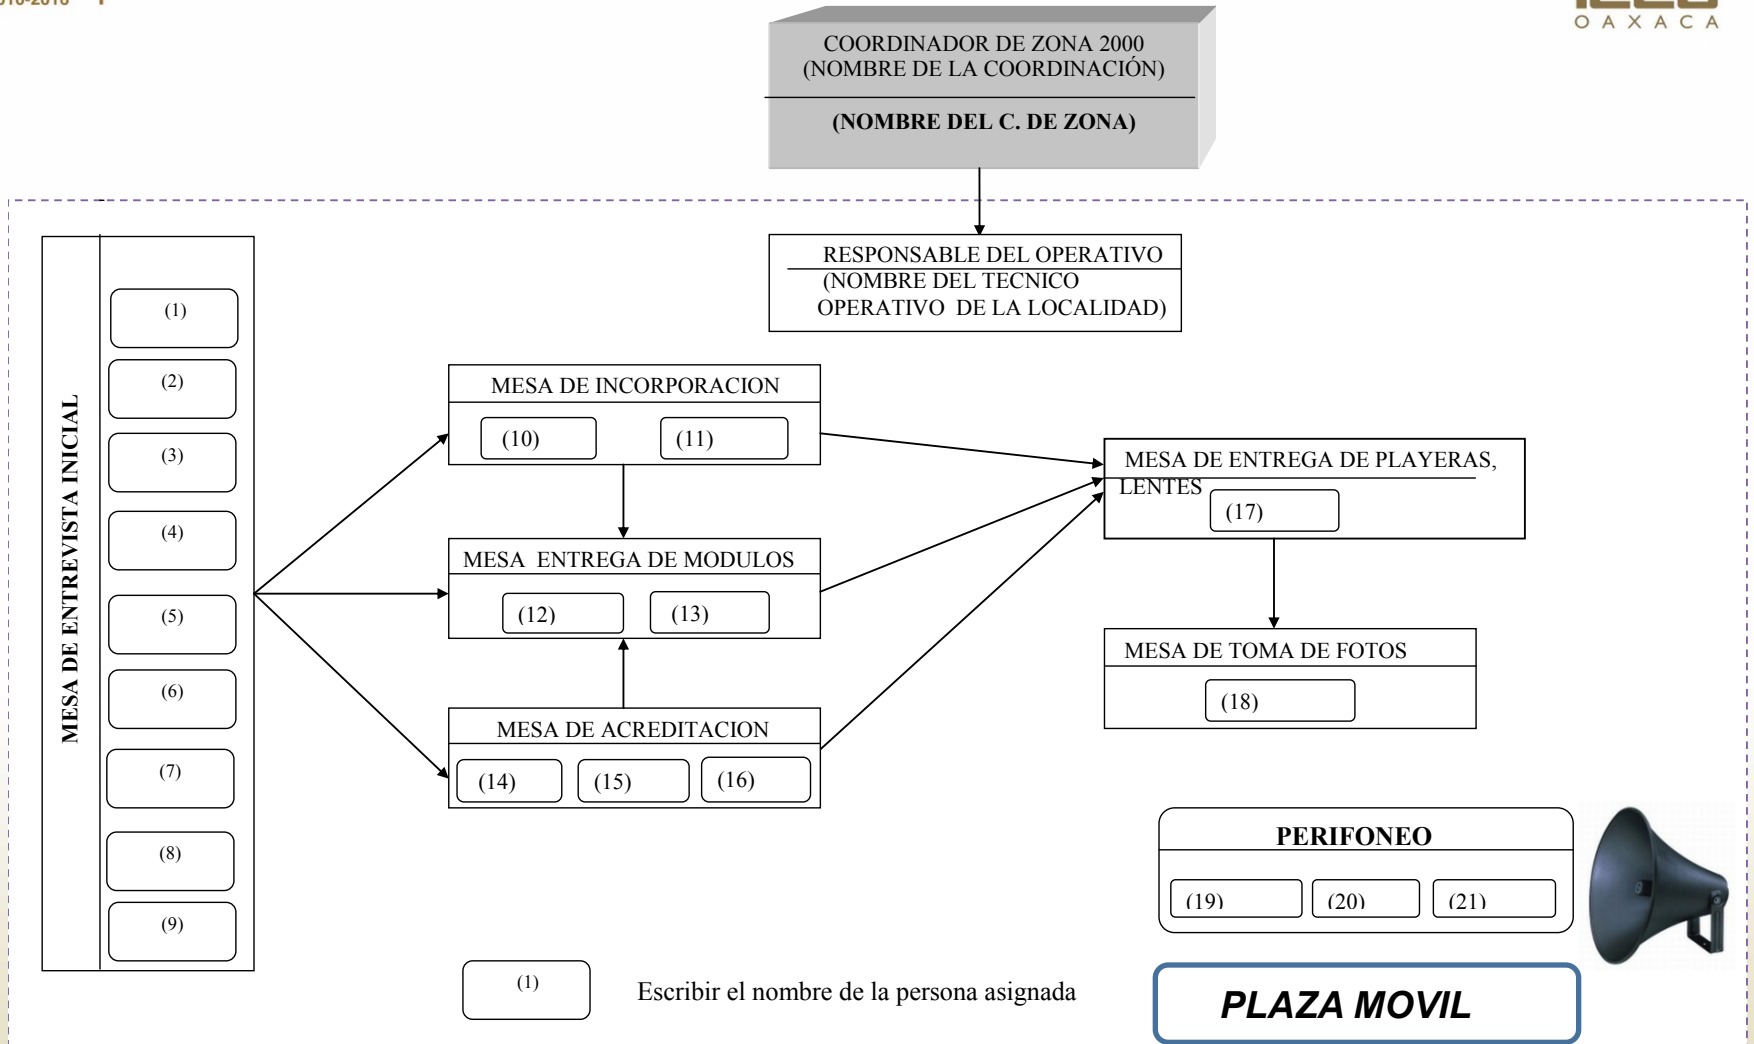 OAXACA
COORDINADOR DE ZONA 2000
(NOMBRE DE LA COORDINACIÓN)
(NOMBRE DEL C. DE ZONA)
RESPONSABLE DEL OPERATIVO
(NOMBRE DEL TECNICO
OPERATIVO DE LA LOCALIDAD)
MESA DE ENTREVISTA INICIAL
(1)
(2)
(3)
(4)
(5)
(6)
(7)
(8)
(9)
MESA DE INCORPORACION
(10) (11)
MESA ENTREGA DE MODULOS
(12) (13)
MESA DE ACREDITACION
(14) (15) (16)
MESA DE ENTREGA DE PLAYERAS,
LENTES
(17)
MESA DE TOMA DE FOTOS
(18)
PERIFONEO
(19) (20) (21)
(1) Escribir el nombre de la persona asignada
PLAZA MOVIL